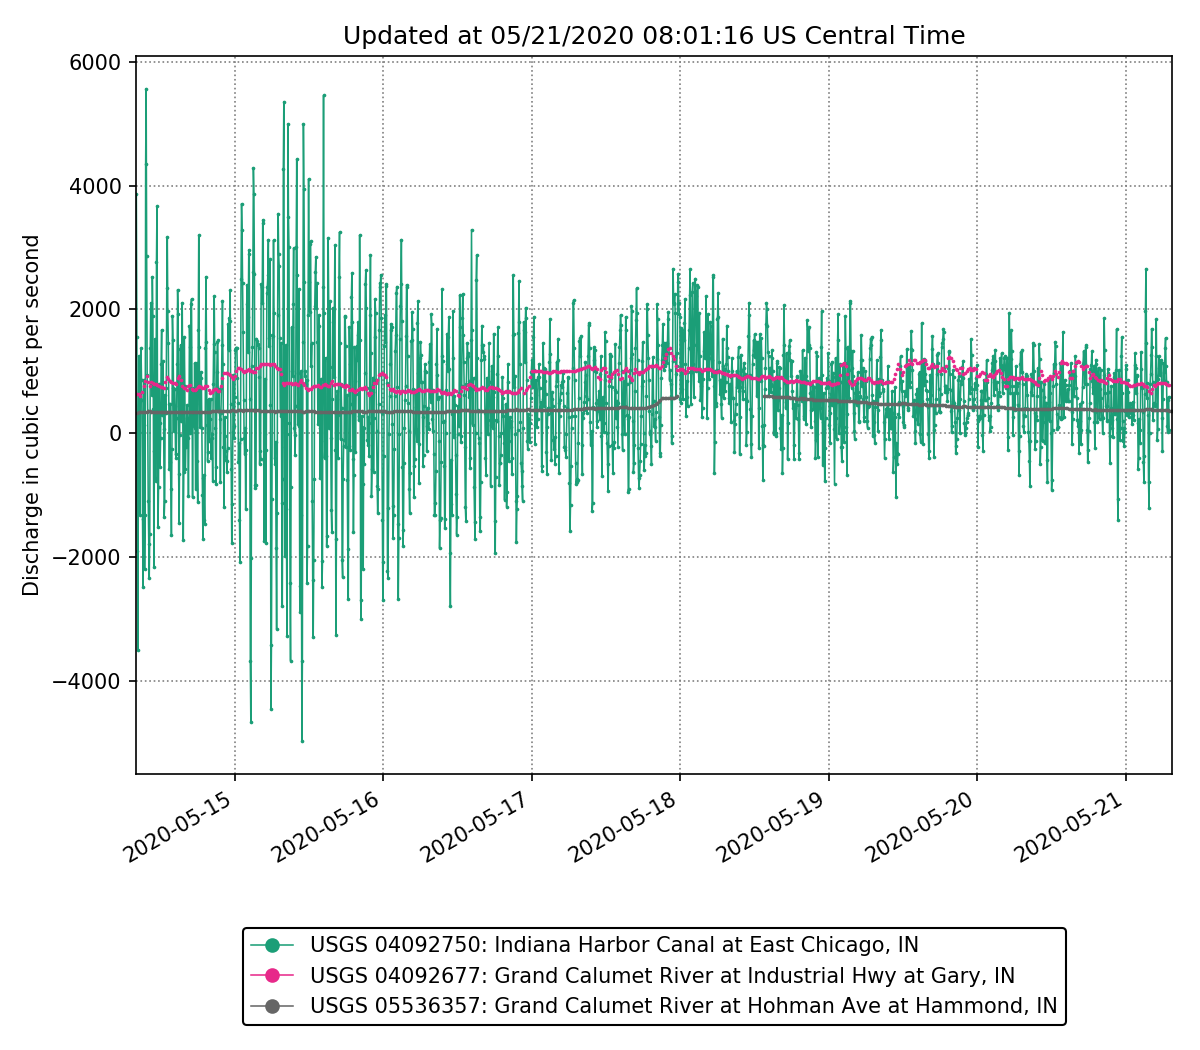 Updated at 05/21/2020 08:01:16 US Central Time
Discharge in cubic feet per second
6000
4000
2000
0
−2000
−4000
2020-05-15
2020-05-16
2020-05-17
2020-05-18
2020-05-19
2020-05-20
2020-05-21
USGS 04092750: Indiana Harbor Canal at East Chicago, IN
USGS 04092677: Grand Calumet River at Industrial Hwy at Gary, IN
USGS 05536357: Grand Calumet River at Hohman Ave at Hammond, IN